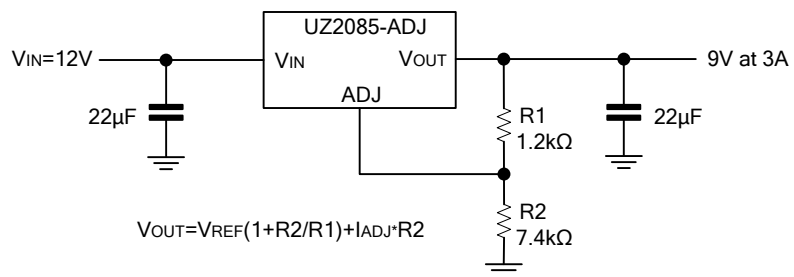 UZ2085-ADJ
VIN=12V
VIN
VOUT
9V at 3A
ADJ
22μF
R1
1.2kΩ
22μF
R2
7.4kΩ
VOUT=VREF(1+R2/R1)+IADJ*R2